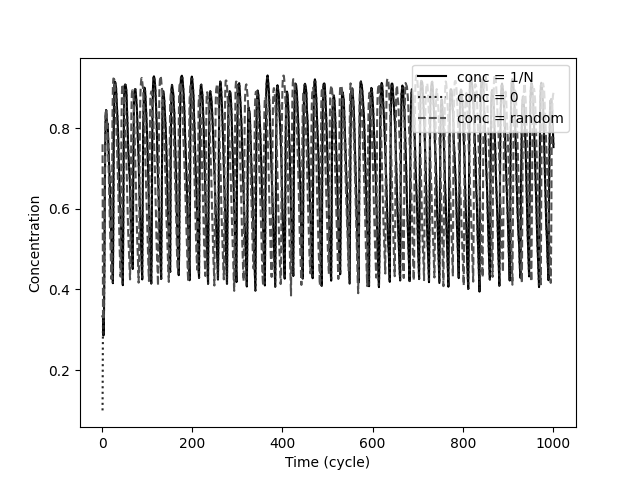 conc = 1/N
conc = 0
conc = random
0.8
0.6
0.4
0.2
Concentration
0 200 400 600 800 1000
Time (cycle)